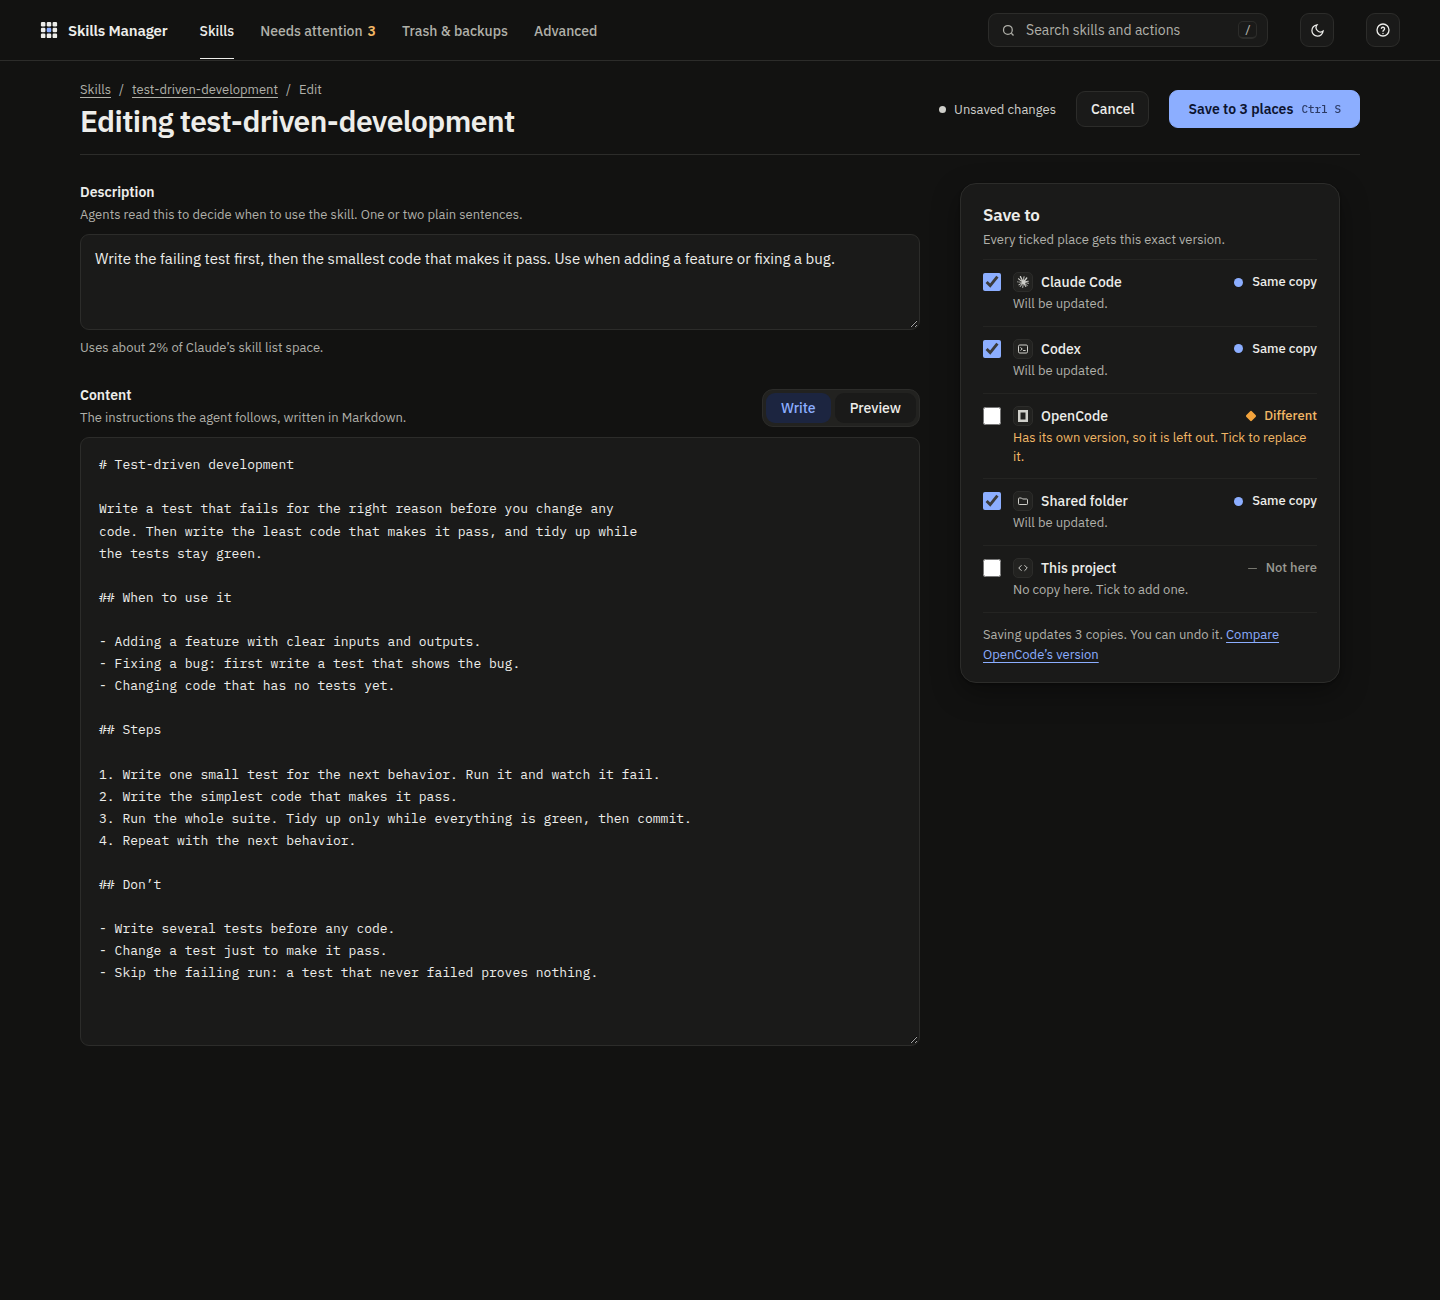 Skills Manager
Skills
Needs attention 3
Trash & backups
Advanced
Search skills and actions /
Skills / test-driven-development / Edit
Editing test-driven-development
Unsaved changes
Cancel
Save to 3 places Ctrl S
Description
Agents read this to decide when to use the skill. One or two plain sentences.
Write the failing test first, then the smallest code that makes it pass. Use when adding a feature or fixing a bug.
Uses about 2% of Claude’s skill list space.
Content
The instructions the agent follows, written in Markdown.
Write
Preview
# Test-driven development
Write a test that fails for the right reason before you change any
code. Then write the least code that makes it pass, and tidy up while
the tests stay green.
## When to use it
- Adding a feature with clear inputs and outputs.
- Fixing a bug: first write a test that shows the bug.
- Changing code that has no tests yet.
## Steps
1. Write one small test for the next behavior. Run it and watch it fail.
2. Write the simplest code that makes it pass.
3. Run the whole suite. Tidy up only while everything is green, then commit.
4. Repeat with the next behavior.
## Don’t
- Write several tests before any code.
- Change a test just to make it pass.
- Skip the failing run: a test that never failed proves nothing.
Save to
Every ticked place gets this exact version.
Claude Code
Same copy
Will be updated.
Codex
Same copy
Will be updated.
OpenCode
Different
Has its own version, so it is left out. Tick to replace
it.
Shared folder
Same copy
Will be updated.
This project
— Not here
No copy here. Tick to add one.
Saving updates 3 copies. You can undo it. Compare
OpenCode’s version